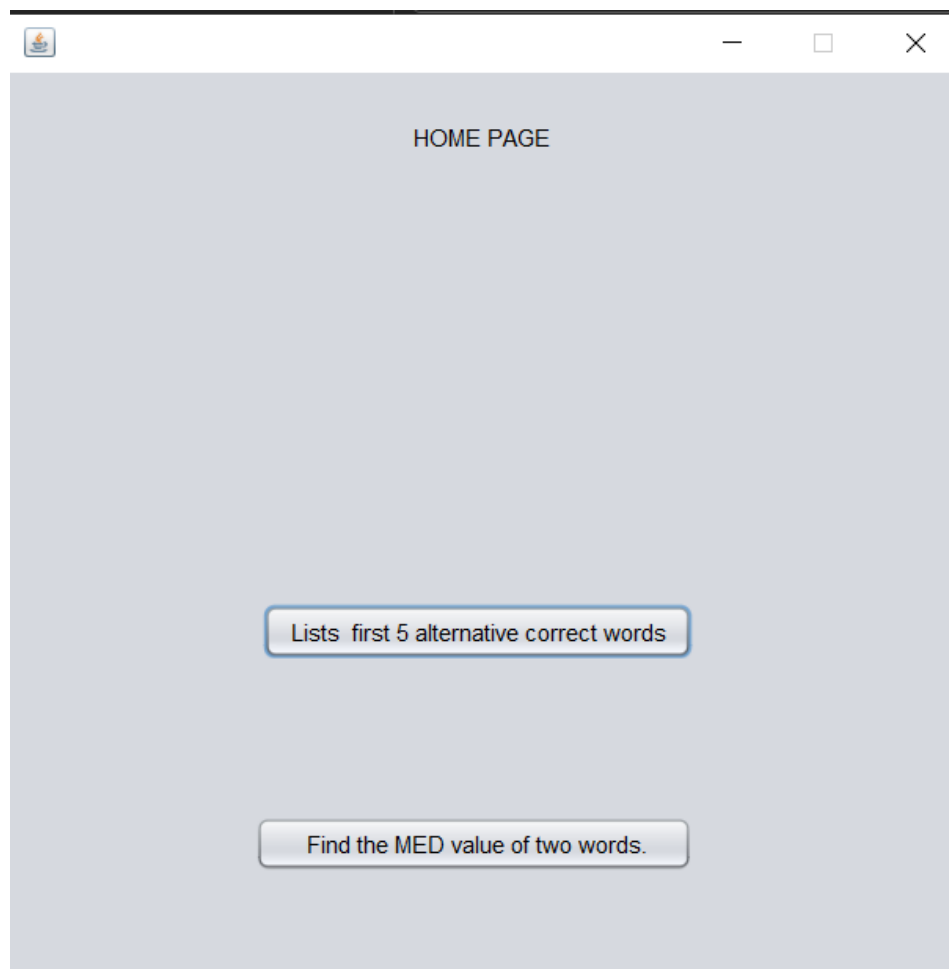 HOME PAGE
Lists  first 5 alternative correct words
Find the MED value of two words.